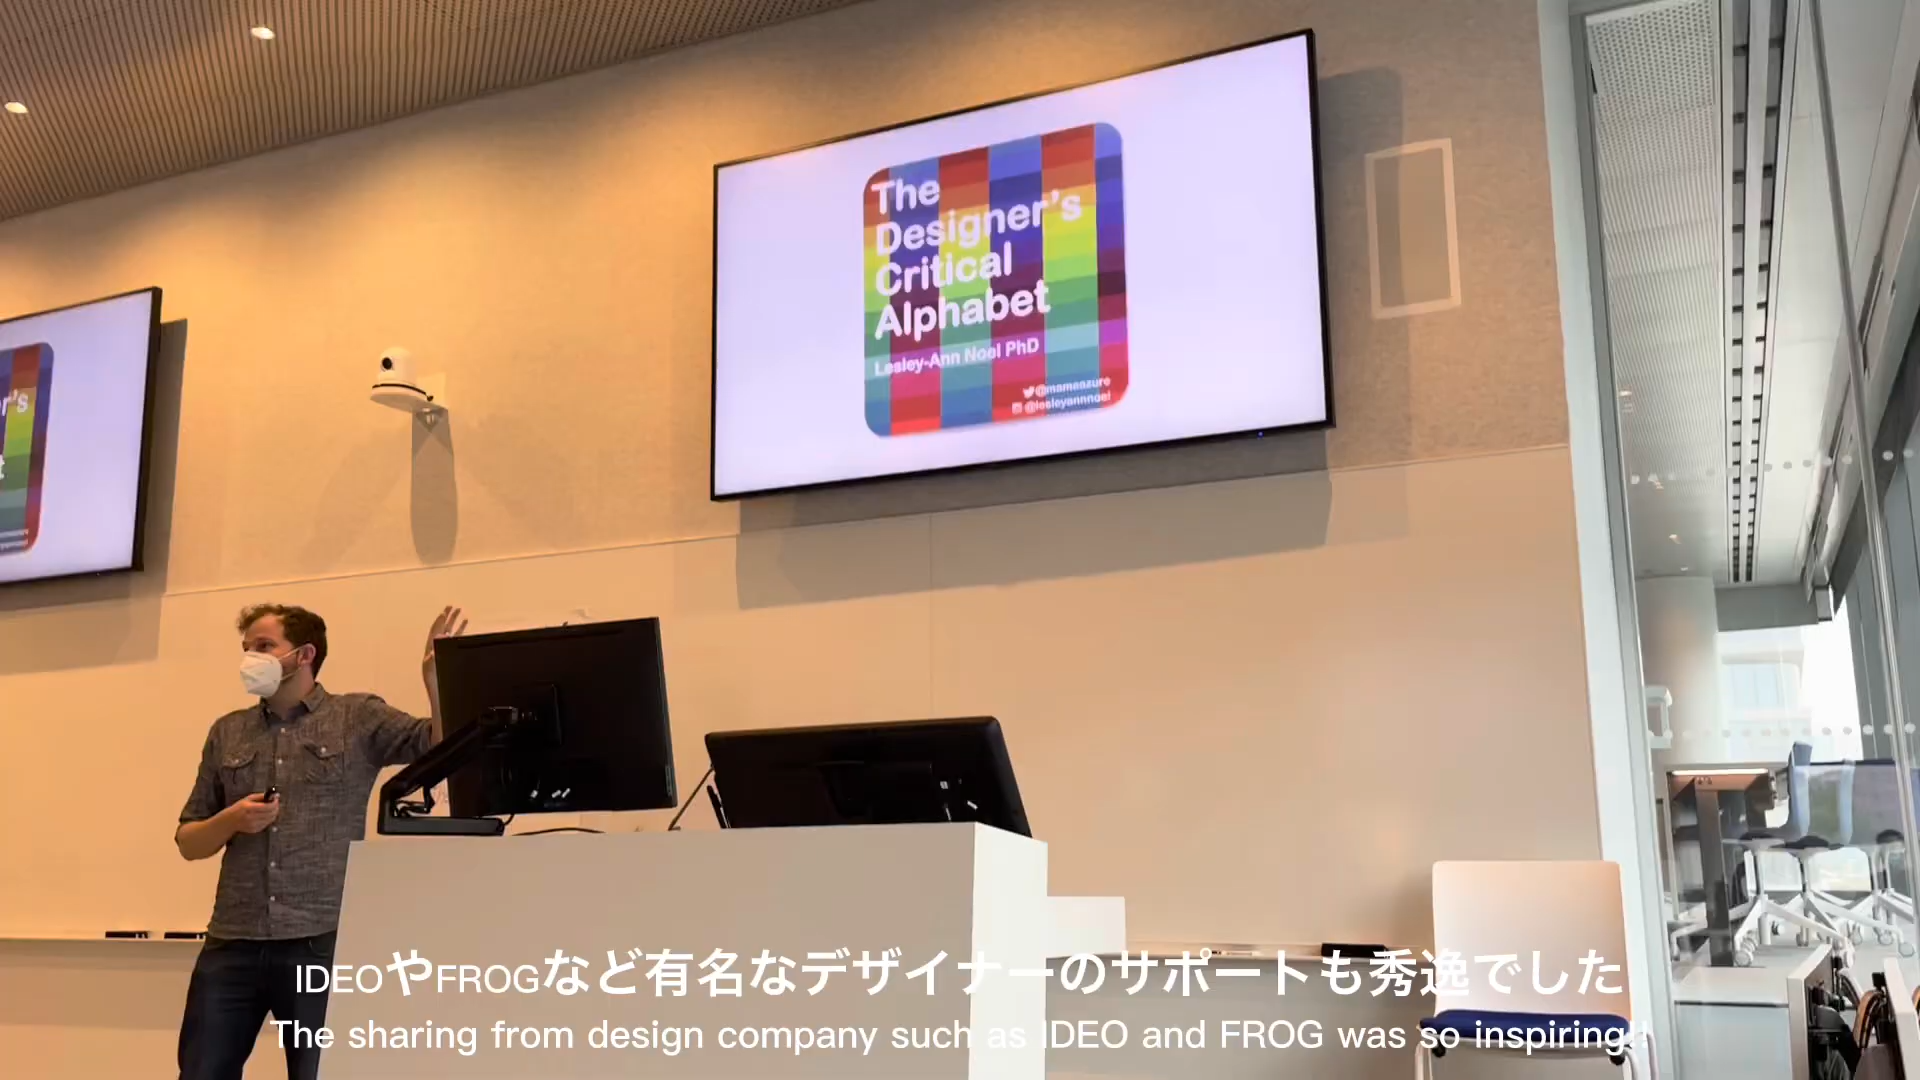 The
Designer's
Critical
Alphabet
Lesley-Ann Noel PhD
@mamaazure
@lesleyannnoel
r's
t
IDEOやFROGなど有名なデザイナーのサポートも秀逸でした
The sharing from design company such as IDEO and FROG was so inspiring!!